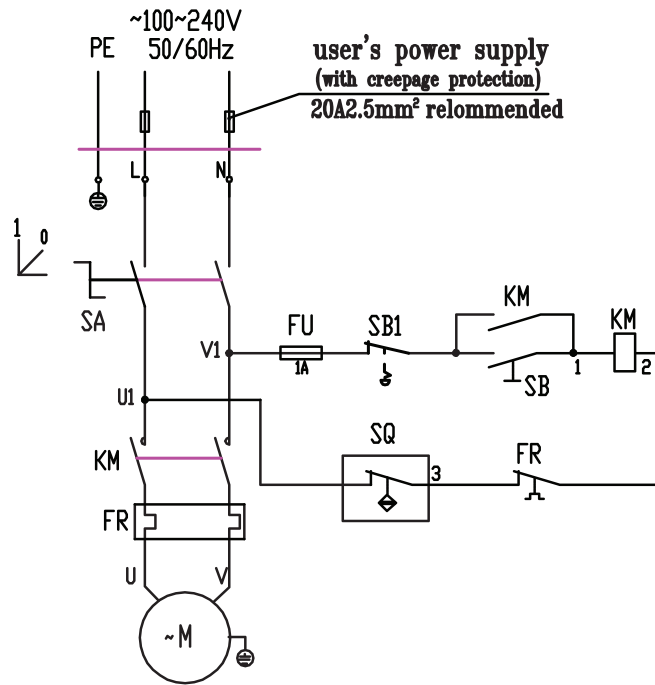 ~100~240V
PE 50/60Hz
user's power supply
(with creepage protection)
20A2.5mm² relommended
L N
1 0
SA
KM
FU SB1 KM
V1
1A 1 2
SB
U1
SQ
KM 3 FR
FR
U V
~M